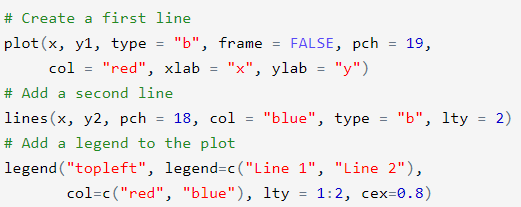 # Create a first line
plot(x, y1, type = "b", frame = FALSE, pch = 19,
     col = "red", xlab = "x", ylab = "y")
# Add a second line
lines(x, y2, pch = 18, col = "blue", type = "b", lty = 2)
# Add a legend to the plot
legend("topleft", legend=c("Line 1", "Line 2"),
       col=c("red", "blue"), lty = 1:2, cex=0.8)